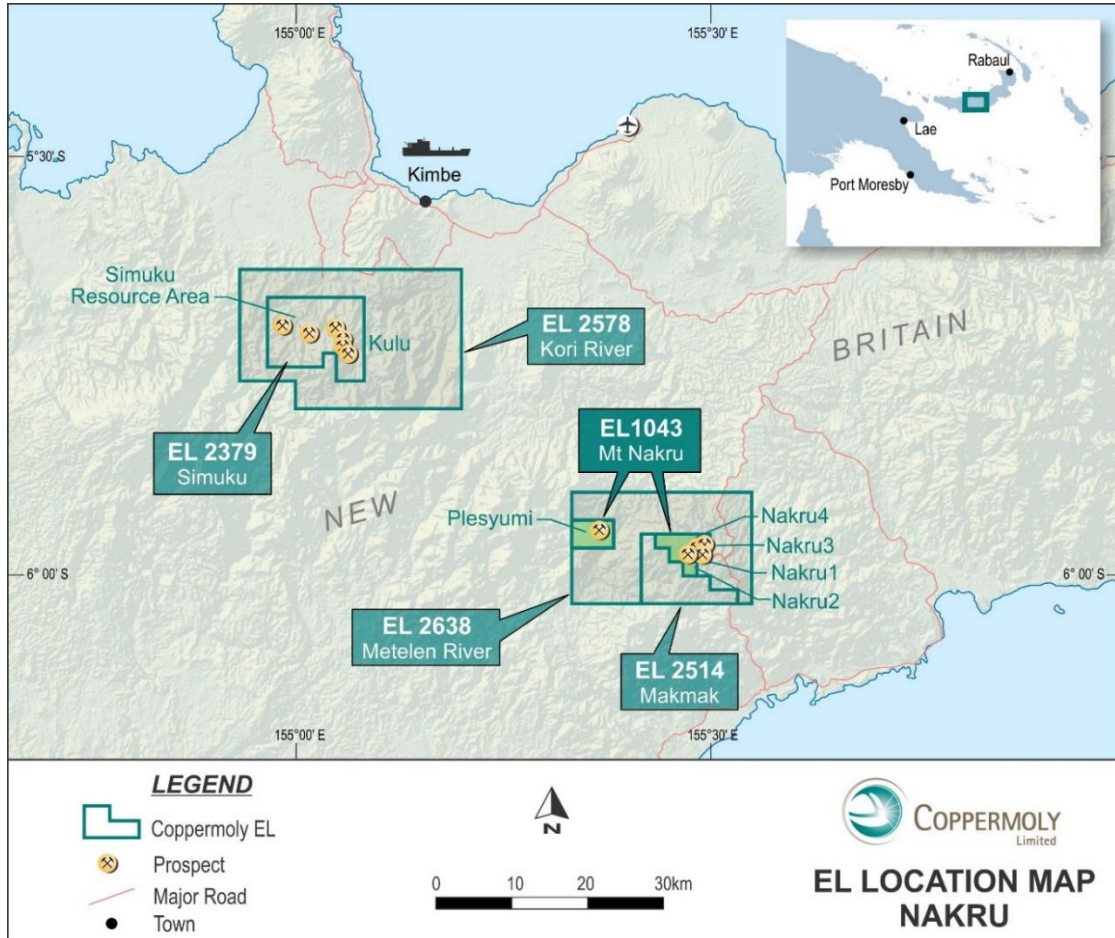 155° 00' E
155° 30' E
Rabaul
Lae
Port Moresby
5° 30' S
Kimbe
Simuku
Resource Area
Kulu
EL 2578
Kori River
BRITAIN
EL 2379
Simuku
EL1043
Mt Nakru
NEW
Plesyumi
Nakru4
Nakru3
Nakru1
Nakru2
6° 00' S
6° 00' S
EL 2638
Metelen River
EL 2514
Makmak
155° 00' E
155° 30' E
LEGEND
Coppermoly EL
Prospect
Major Road
Town
N
0 10 20 30km
COPPERMOLY
Limited
EL LOCATION MAP
NAKRU